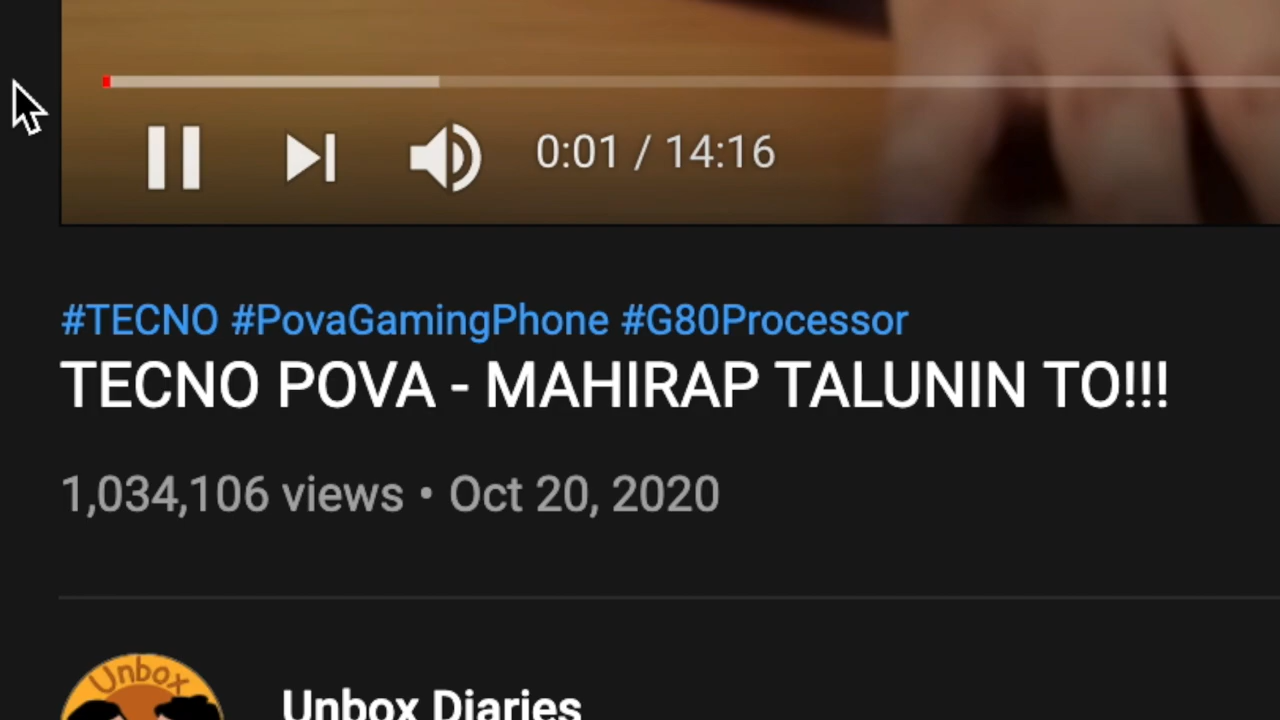 0:01 / 14:16
#TECNO #PovaGamingPhone #G80Processor
TECNO POVA - MAHIRAP TALUNIN TO!!!
1,034,106 views • Oct 20, 2020
Unbox
Unbox Diaries